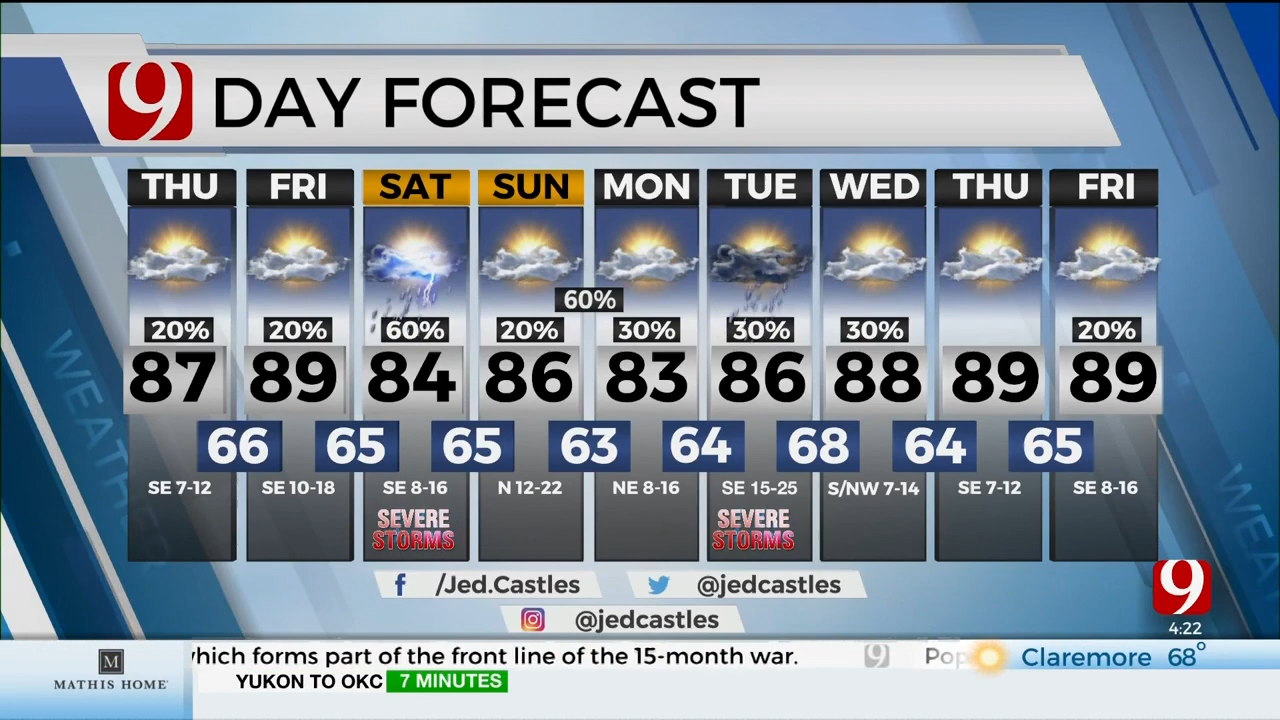 9 DAY FORECAST
THU FRI SAT SUN MON TUE WED THU FRI
60%
20% 20% 60% 20% 30% 30% 30% 20%
87 89 84 86 83 86 88 89 89
66 65 65 63 64 68 64 65
SE 7-12 SE 10-18 SE 8-16 N 12-22 NE 8-16 SE 15-25 S/NW 7-14 SE 7-12 SE 8-16
SEVERE SEVERE
STORMS STORMS
f /Jed.Castles @jedcastles
@jedcastles
9
4:22
M
MATHIS HOME
which forms part of the front line of the 15-month war. 9 Pop Claremore 68°
YUKON TO OKC 7 MINUTES
WEATHER
WEA